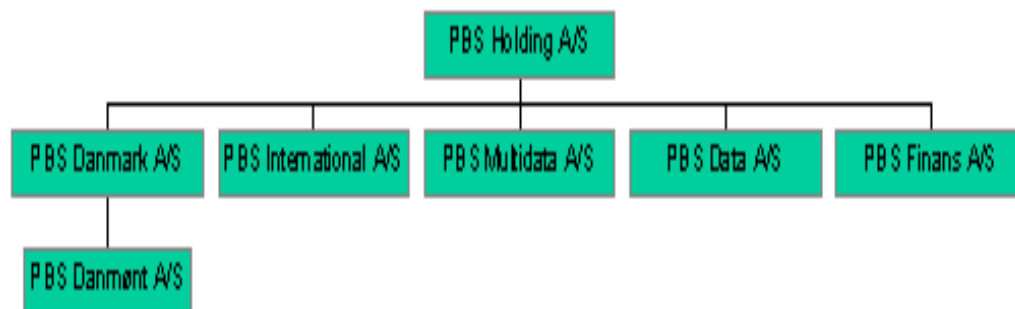 PBS Holding A/S
PBS Danmark A/S
PBS International A/S
PBS Multidata A/S
PBS Data A/S
PBS Finans A/S
PBS Danmønt A/S